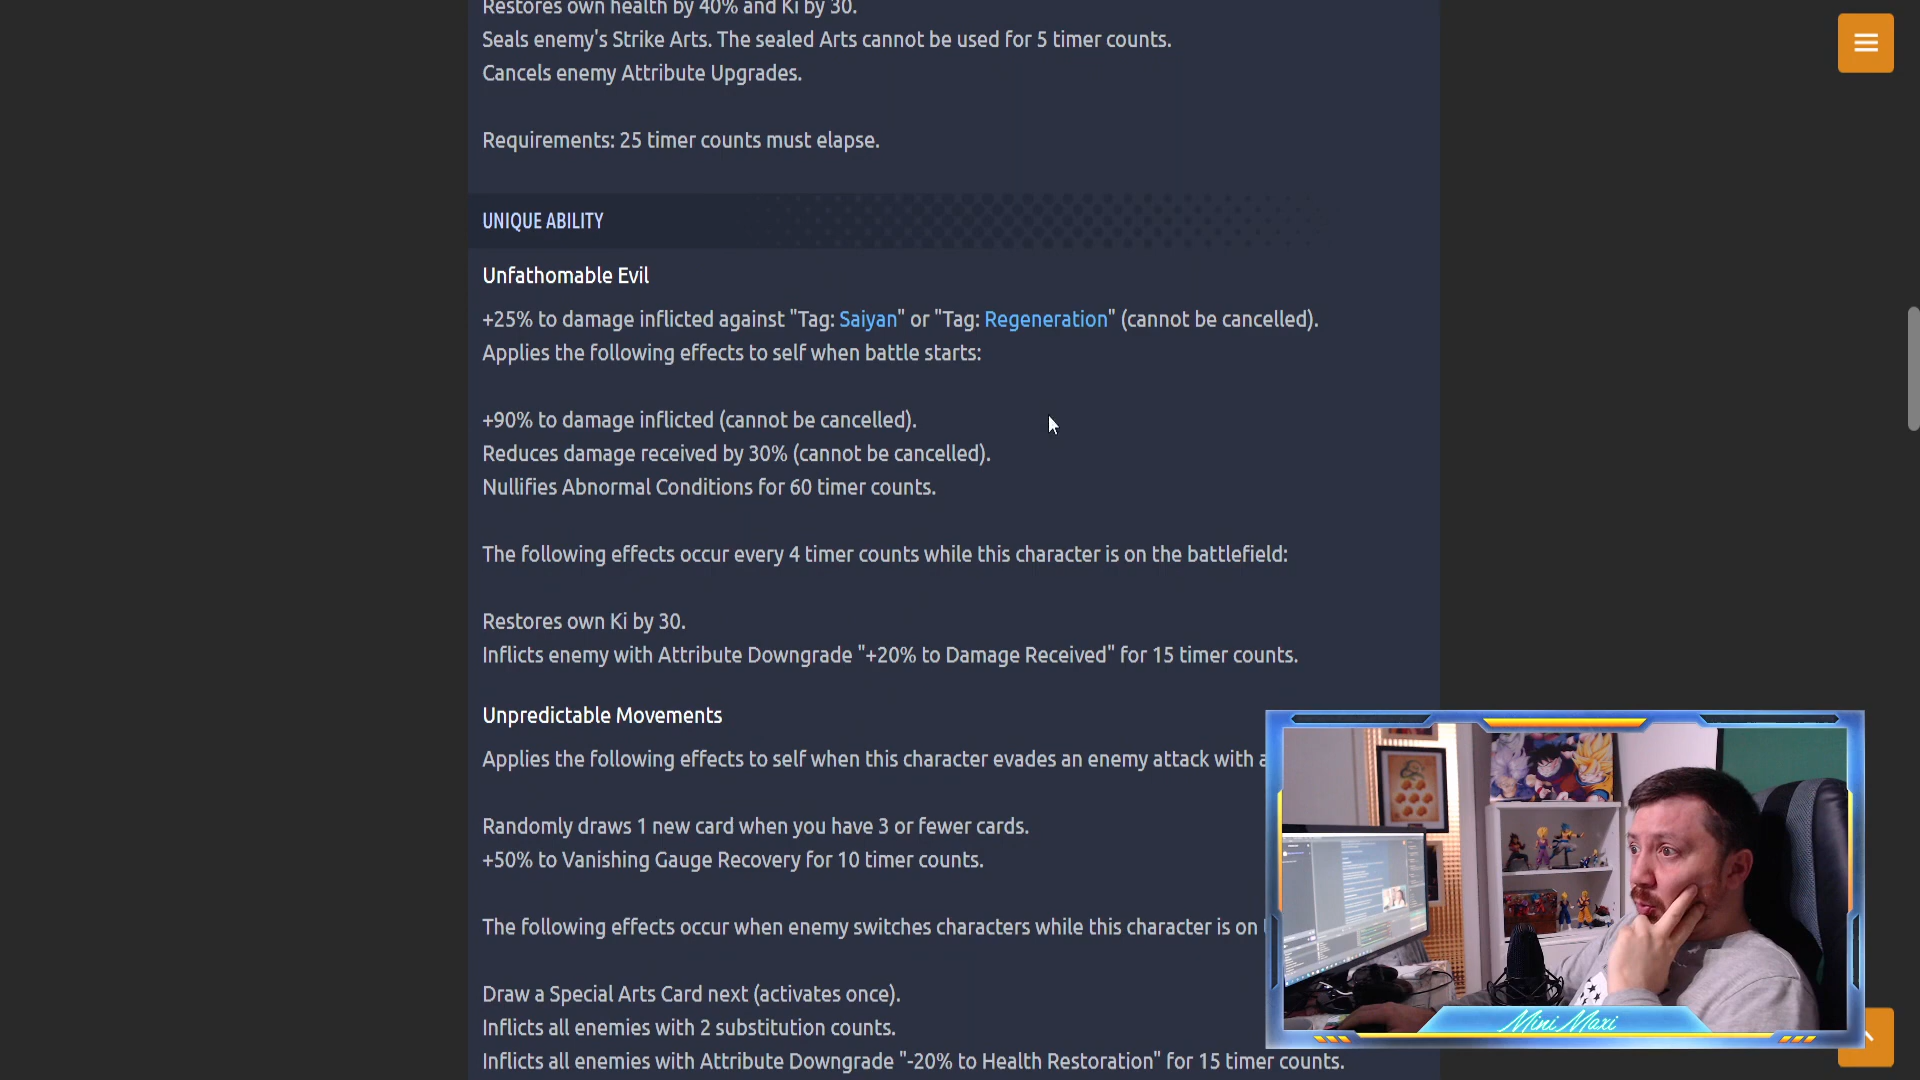 Restores own health by 40% and Ki by 30.
Seals enemy's Strike Arts. The sealed Arts cannot be used for 5 timer counts.
Cancels enemy Attribute Upgrades.
Requirements: 25 timer counts must elapse.
UNIQUE ABILITY
Unfathomable Evil
+25% to damage inflicted against "Tag: Saiyan" or "Tag: Regeneration" (cannot be cancelled).
Applies the following effects to self when battle starts:
+90% to damage inflicted (cannot be cancelled).
Reduces damage received by 30% (cannot be cancelled).
Nullifies Abnormal Conditions for 60 timer counts.
The following effects occur every 4 timer counts while this character is on the battlefield:
Restores own Ki by 30.
Inflicts enemy with Attribute Downgrade "+20% to Damage Received" for 15 timer counts.
Unpredictable Movements
Applies the following effects to self when this character evades an enemy attack with
Randomly draws 1 new card when you have 3 or fewer cards.
+50% to Vanishing Gauge Recovery for 10 timer counts.
The following effects occur when enemy switches characters while this character is on
Draw a Special Arts Card next (activates once).
Inflicts all enemies with 2 substitution counts.
Inflicts all enemies with Attribute Downgrade "-20% to Health Restoration" for 15 timer counts.
Mini Maxi